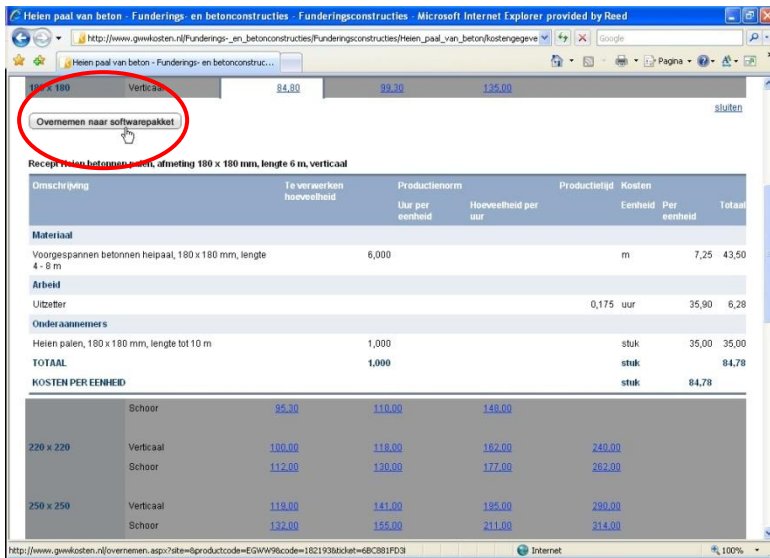 Heien paal van beton - Funderings- en betonconstructies - Funderingsconstructies - Microsoft Internet Explorer provided by Reed
http://www.gwwkosten.nl/Funderings-_en_betonconstructies/Funderingsconstructies/Heien_paal_van_beton/kostengegeve
Google
Heien paal van beton - Funderings- en betonconstruc...
Pagina
180 x 180 Verticaal 84,80 99,30 135,00
sluiten
Overnemen naar softwarepakket
Recept Heien betonnen palen, afmeting 180 x 180 mm, lengte 6 m, verticaal
Omschrijving Te verwerken hoeveelheid Productienorm Productietijd Kosten
Uur per eenheid Hoeveelheid per uur Eenheid Per eenheid Totaal
Materiaal
Voorgespannen betonnen heipaal, 180 x 180 mm, lengte 6,000 m 7,25 43,50
4 - 8 m
Arbeid
Uitzetter 0,175 uur 35,90 6,28
Onderaannemers
Heien palen, 180 x 180 mm, lengte tot 10 m 1,000 stuk 35,00 35,00
TOTAAL 1,000 stuk 84,78
KOSTEN PER EENHEID stuk 84,78
Schoor 95,30 110,00 148,00
220 x 220 Verticaal 100,00 118,00 162,00 240,00
Schoor 112,00 130,00 177,00 262,00
250 x 250 Verticaal 119,00 141,00 195,00 290,00
Schoor 132,00 155,00 211,00 314,00
http://www.gwwkosten.nl/overnemen.aspx?site=&productcode=EGWW9&code=182193&ticket=6BC881FD3I Internet 100%